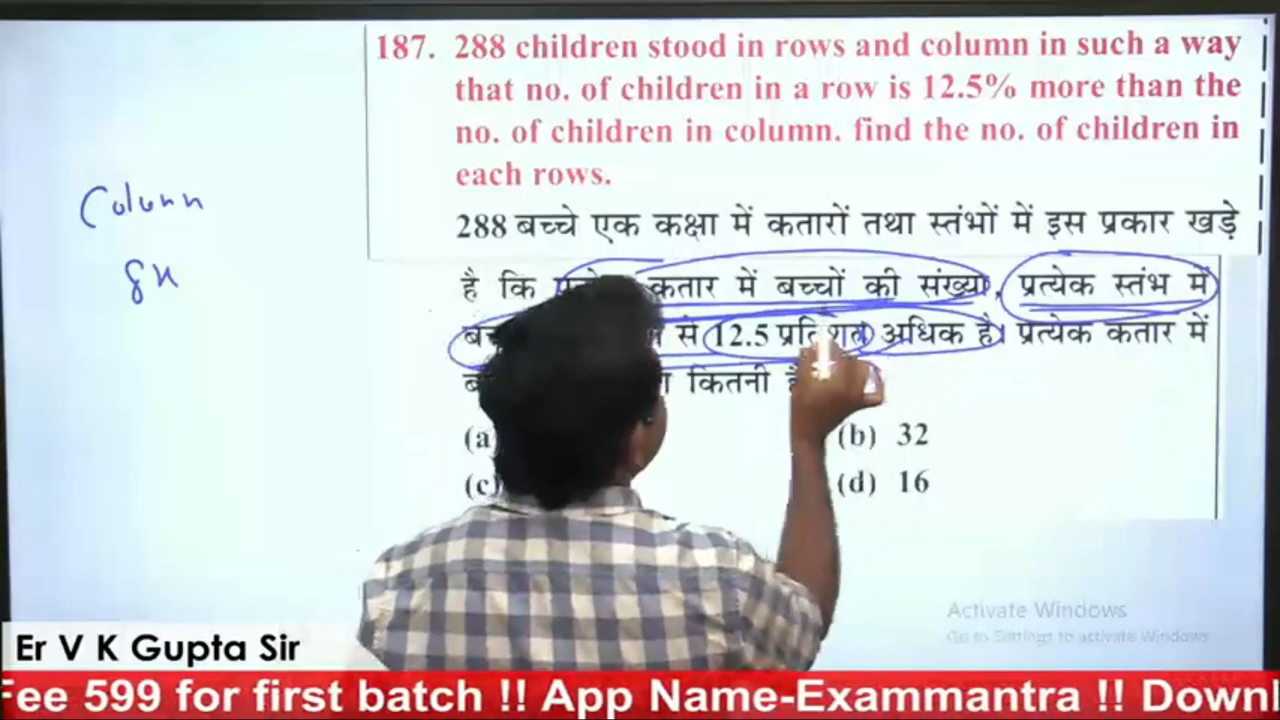 187. 288 children stood in rows and column in such a way
that no. of children in a row is 12.5% more than the
no. of children in column. find the no. of children in
each rows.
Column
8x
288 बच्चे एक कक्षा में कतारों तथा स्तंभों में इस प्रकार खड़े
है कि कतार में बच्चों की संख्या, प्रत्येक स्तंभ में
से 12.5 प्रतिशत अधिक है। प्रत्येक कतार में
कितनी
(a
(b) 32
(c)
(d) 16
Activate Windows
Go to Settings to activate Windows
Er V K Gupta Sir
Fee 599 for first batch !! App Name-Exammantra !! Downl